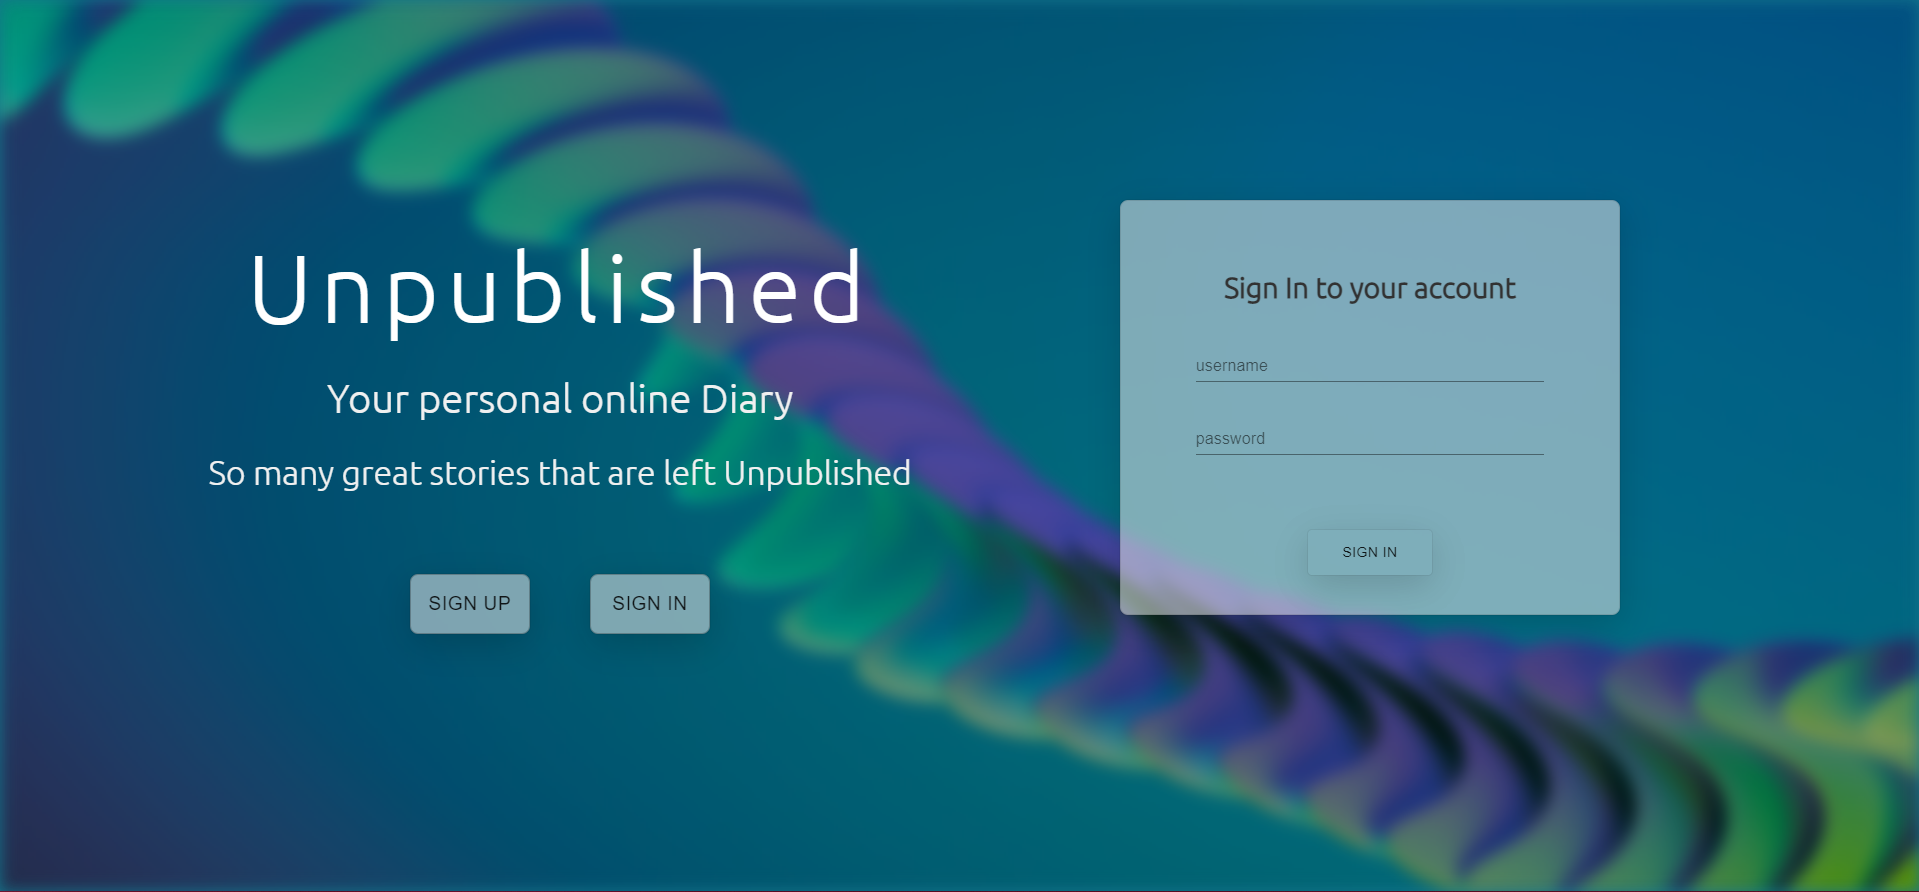 Unpublished
Your personal online Diary
So many great stories that are left Unpublished
SIGN UP
SIGN IN
Sign In to your account
username
password
SIGN IN